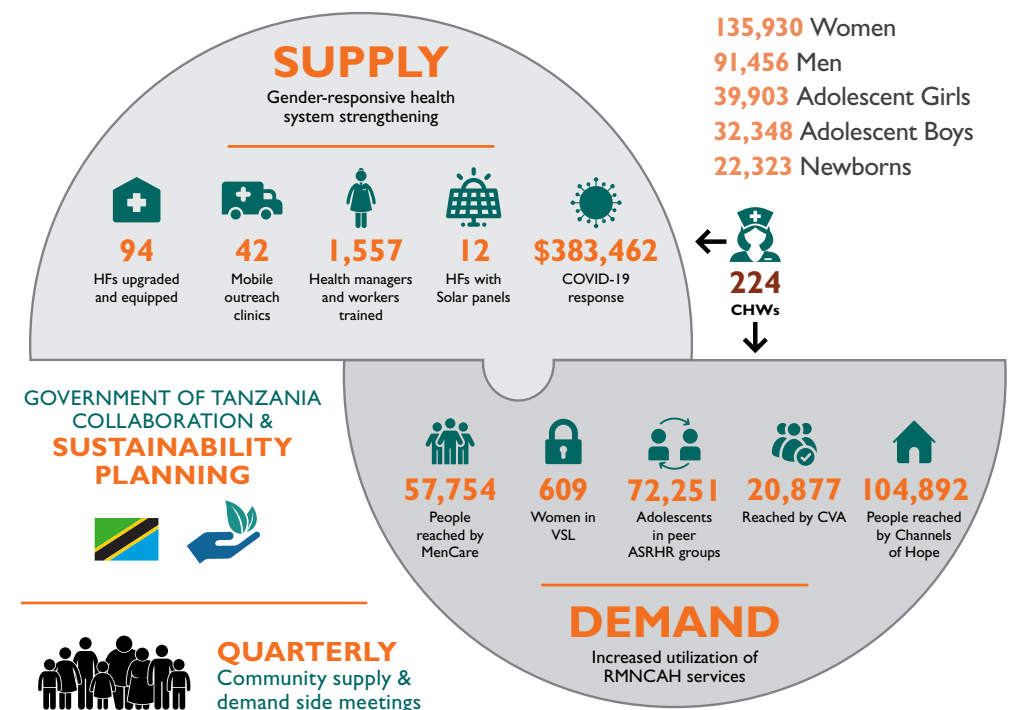 SUPPLY
Gender-responsive health
system strengthening
94
HFs upgraded
and equipped
42
Mobile
outreach
clinics
1,557
Health managers
and workers
trained
12
HFs with
Solar panels
$383,462
COVID-19
response
135,930 Women
91,456 Men
39,903 Adolescent Girls
32,348 Adolescent Boys
22,323 Newborns
224
CHWs
GOVERNMENT OF TANZANIA
COLLABORATION &
SUSTAINABILITY
PLANNING
57,754
People
reached by
MenCare
609
Women in
VSL
72,251
Adolescents
in peer
ASRHR groups
20,877
Reached by CVA
104,892
People reached
by Channels
of Hope
DEMAND
Increased utilization of
RMNCAH services
QUARTERLY
Community supply &
demand side meetings